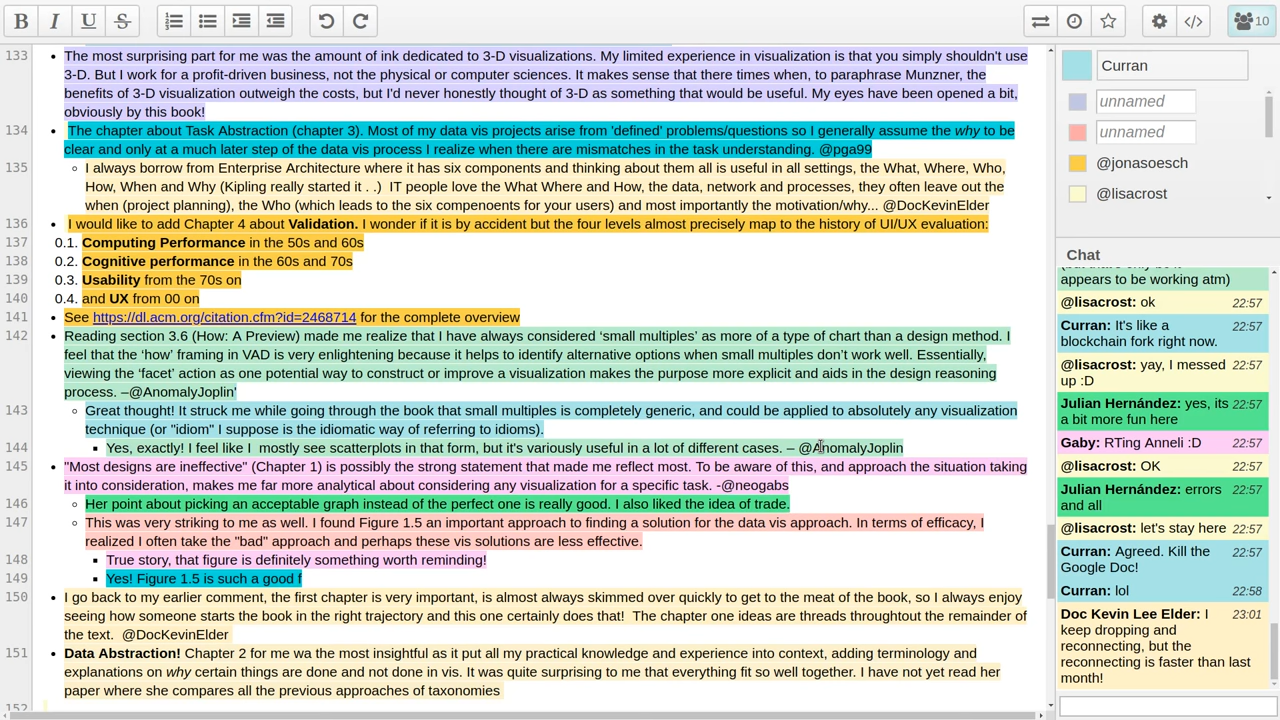 B I U S
10
133 The most surprising part for me was the amount of ink dedicated to 3-D visualizations. My limited experience in visualization is that you simply shouldn't use
3-D. But I work for a profit-driven business, not the physical or computer sciences. It makes sense that there times when, to paraphrase Munzner, the
benefits of 3-D visualization outweigh the costs, but I'd never honestly thought of 3-D as something that would be useful. My eyes have been opened a bit,
obviously by this book!
134 The chapter about Task Abstraction (chapter 3). Most of my data vis projects arise from 'defined' problems/questions so I generally assume the why to be
clear and only at a much later step of the data vis process I realize when there are mismatches in the task understanding. @pga99
135 I always borrow from Enterprise Architecture where it has six components and thinking about them all is useful in all settings, the What, Where, Who,
How, When and Why (Kipling really started it . .)  IT people love the What Where and How, the data, network and processes, they often leave out the
when (project planning), the Who (which leads to the six compenoents for your users) and most importantly the motivation/why... @DocKevinElder
136 I would like to add Chapter 4 about Validation. I wonder if it is by accident but the four levels almost precisely map to the history of UI/UX evaluation:
137 0.1. Computing Performance in the 50s and 60s
138 0.2. Cognitive performance in the 60s and 70s
139 0.3. Usability from the 70s on
140 0.4. and UX from 00 on
141 See https://dl.acm.org/citation.cfm?id=2468714 for the complete overview
142 Reading section 3.6 (How: A Preview) made me realize that I have always considered ‘small multiples’ as more of a type of chart than a design method. I
feel that the ‘how’ framing in VAD is very enlightening because it helps to identify alternative options when small multiples don’t work well. Essentially,
viewing the ‘facet’ action as one potential way to construct or improve a visualization makes the purpose more explicit and aids in the design reasoning
process. –@AnomalyJoplin'
143 Great thought! It struck me while going through the book that small multiples is completely generic, and could be applied to absolutely any visualization
technique (or "idiom" I suppose is the idiomatic way of referring to idioms).
144 Yes, exactly! I feel like I  mostly see scatterplots in that form, but it's variously useful in a lot of different cases. – @AnomalyJoplin
145 "Most designs are ineffective" (Chapter 1) is possibly the strong statement that made me reflect most. To be aware of this, and approach the situation taking
it into consideration, makes me far more analytical about considering any visualization for a specific task. -@neogabs
146 Her point about picking an acceptable graph instead of the perfect one is really good. I also liked the idea of trade.
147 This was very striking to me as well. I found Figure 1.5 an important approach to finding a solution for the data vis approach. In terms of efficacy, I
realized I often take the "bad" approach and perhaps these vis solutions are less effective.
148 True story, that figure is definitely something worth reminding!
149 Yes! Figure 1.5 is such a good f
150 I go back to my earlier comment, the first chapter is very important, is almost always skimmed over quickly to get to the meat of the book, so I always enjoy
seeing how someone starts the book in the right trajectory and this one certainly does that!  The chapter one ideas are threads throughtout the remainder of
the text.  @DocKevinElder
151 Data Abstraction! Chapter 2 for me wa the most insightful as it put all my practical knowledge and experience into context, adding terminology and
explanations on why certain things are done and not done in vis. It was quite surprising to me that everything fit so well together. I have not yet read her
paper where she compares all the previous approaches of taxonomies
152
Curran
unnamed
unnamed
@jonasoesch
@lisacrost
Chat
appears to be working atm)
@lisacrost: ok 22:57
Curran: It's like a 22:57
blockchain fork right now.
@lisacrost: yay, I messed 22:57
up :D
Julian Hernández: yes, its 22:57
a bit more fun here
Gaby: RTing Anneli :D 22:57
@lisacrost: OK 22:57
Julian Hernández: errors 22:57
and all
@lisacrost: let's stay here 22:57
Curran: Agreed. Kill the 22:57
Google Doc!
Curran: lol 22:58
Doc Kevin Lee Elder: I 23:01
keep dropping and
reconnecting, but the
reconnecting is faster than last
month!